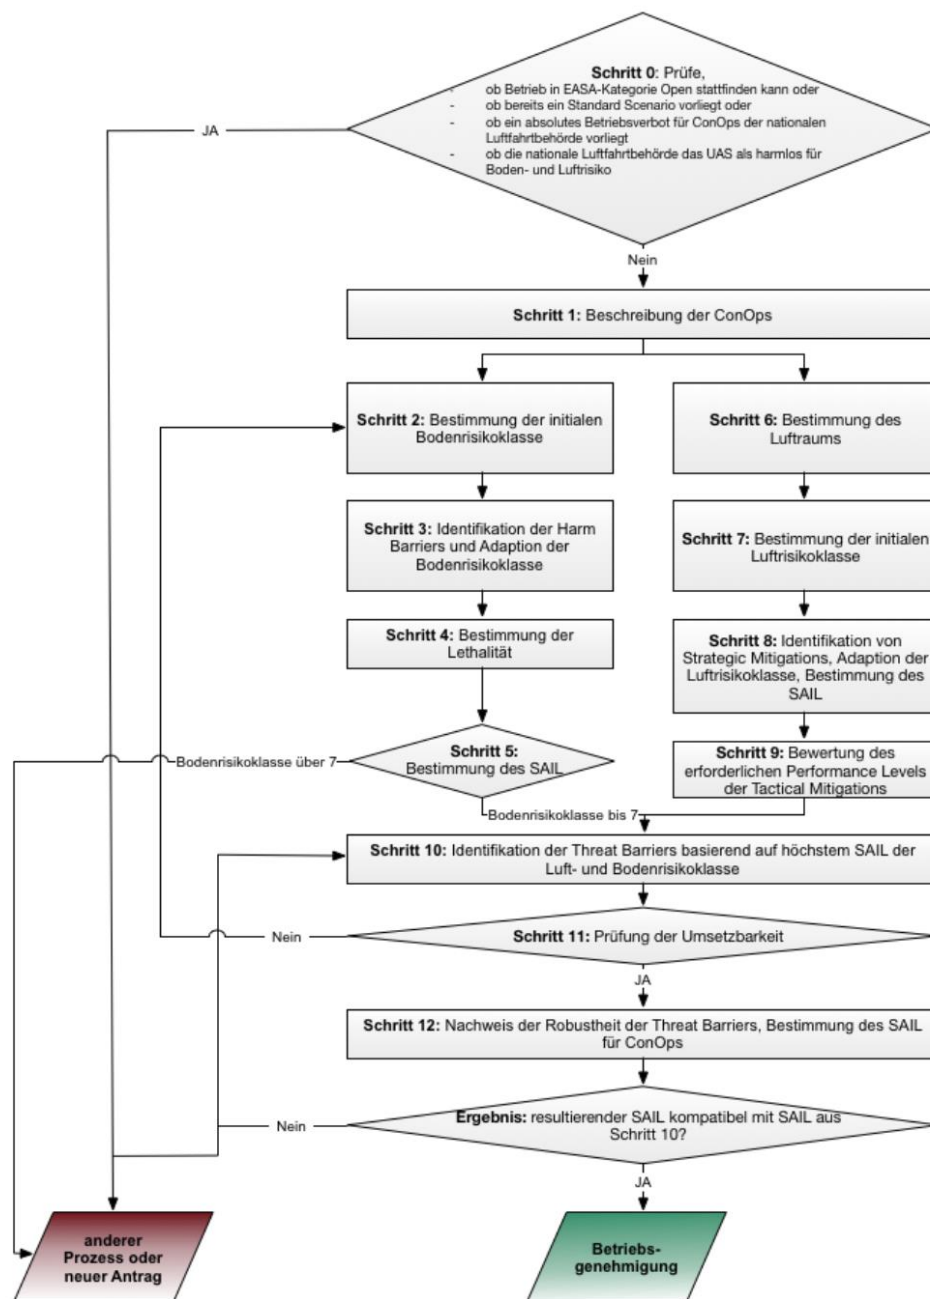 Schritt 0: Prüfe,
- ob Betrieb in EASA-Kategorie Open stattfinden kann oder
- ob bereits ein Standard Scenario vorliegt oder
- ob ein absolutes Betriebsverbot für ConOps der nationalen
Luftfahrtbehörde vorliegt
- ob die nationale Luftfahrtbehörde das UAS als harmlos für
Boden- und Luftrisiko
JA
Nein
Schritt 1: Beschreibung der ConOps
Schritt 2: Bestimmung der initialen
Bodenrisikoklasse
Schritt 6: Bestimmung des
Luftraums
Schritt 3: Identifikation der Harm
Barriers und Adaption der
Bodenrisikoklasse
Schritt 7: Bestimmung der initialen
Luftrisikoklasse
Schritt 4: Bestimmung der
Lethalität
Schritt 8: Identifikation von
Strategic Mitigations, Adaption der
Luftrisikoklasse, Bestimmung des
SAIL
Bodenrisikoklasse über 7
Schritt 5:
Bestimmung des SAIL
Schritt 9: Bewertung des
erforderlichen Performance Levels
der Tactical Mitigations
Bodenrisikoklasse bis 7
Schritt 10: Identifikation der Threat Barriers basierend auf höchstem SAIL der
Luft- und Bodenrisikoklasse
Nein
Schritt 11: Prüfung der Umsetzbarkeit
JA
Schritt 12: Nachweis der Robustheit der Threat Barriers, Bestimmung des SAIL
für ConOps
Nein
Ergebnis: resultierender SAIL kompatibel mit SAIL aus
Schritt 10?
JA
anderer
Prozess oder
neuer Antrag
Betriebs-
genehmigung